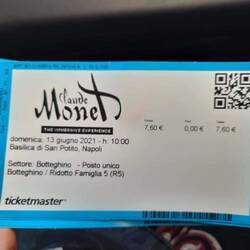 Claude
Monet
THE IMMERSIVE EXPERIENCE
7,60 € 0,00 € 7,60 €
domenica, 13 giugno 2021 - h: 10:00
Basilica di San Potito, Napoli
Settore: Botteghino - Posto unico
Botteghino / Ridotto Famiglia 5 (R5)
ticketmaster